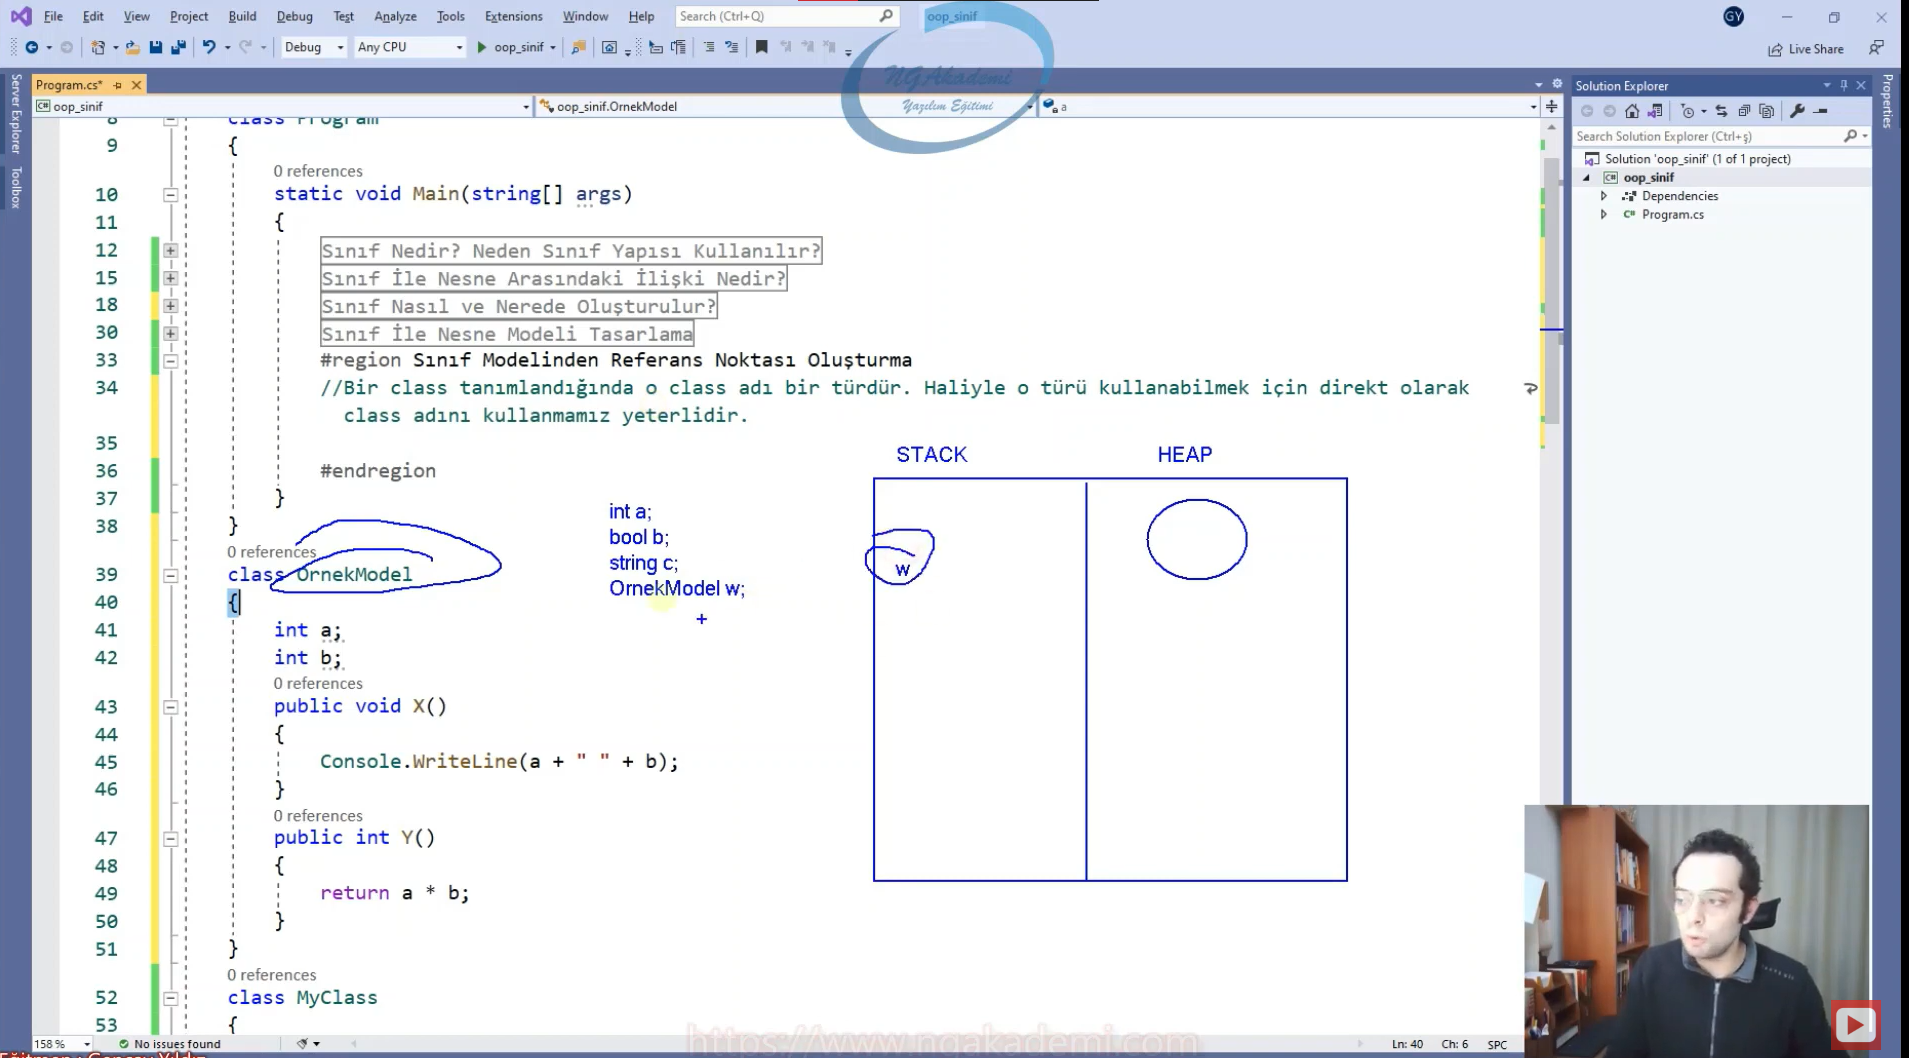 File Edit View Project Build Debug Test Analyze Tools Extensions Window Help Search (Ctrl+Q) oop_sinif GY
Debug Any CPU oop_sinif Live Share
NGAkademi
Yazılım Eğitimi
Server Explorer
Toolbox
Program.cs*
oop_sinif oop_sinif.OrnekModel a
8 class Program
9 {
0 references
10 static void Main(string[] args)
11 {
12 Sınıf Nedir? Neden Sınıf Yapısı Kullanılır?
15 Sınıf İle Nesne Arasındaki İlişki Nedir?
18 Sınıf Nasıl ve Nerede Oluşturulur?
30 Sınıf İle Nesne Modeli Tasarlama
33 #region Sınıf Modelinden Referans Noktası Oluşturma
34 //Bir class tanımlandığında o class adı bir türdür. Haliyle o türü kullanabilmek için direkt olarak
class adını kullanmamız yeterlidir.
35
36 #endregion
37 }
38 }
0 references
39 class OrnekModel
40 {
41 int a;
42 int b;
0 references
43 public void X()
44 {
45 Console.WriteLine(a + " " + b);
46 }
0 references
47 public int Y()
48 {
49 return a * b;
50 }
51 }
0 references
52 class MyClass
53 {
STACK HEAP
int a;
bool b;
string c;
OrnekModel w;
w
Solution Explorer
Search Solution Explorer (Ctrl+ş)
Solution 'oop_sinif' (1 of 1 project)
oop_sinif
Dependencies
C# Program.cs
Properties
158 % No issues found Ln: 40 Ch: 6 SPC
https://www.ngakademi.com
Eğitmen : Gençay Yıldız